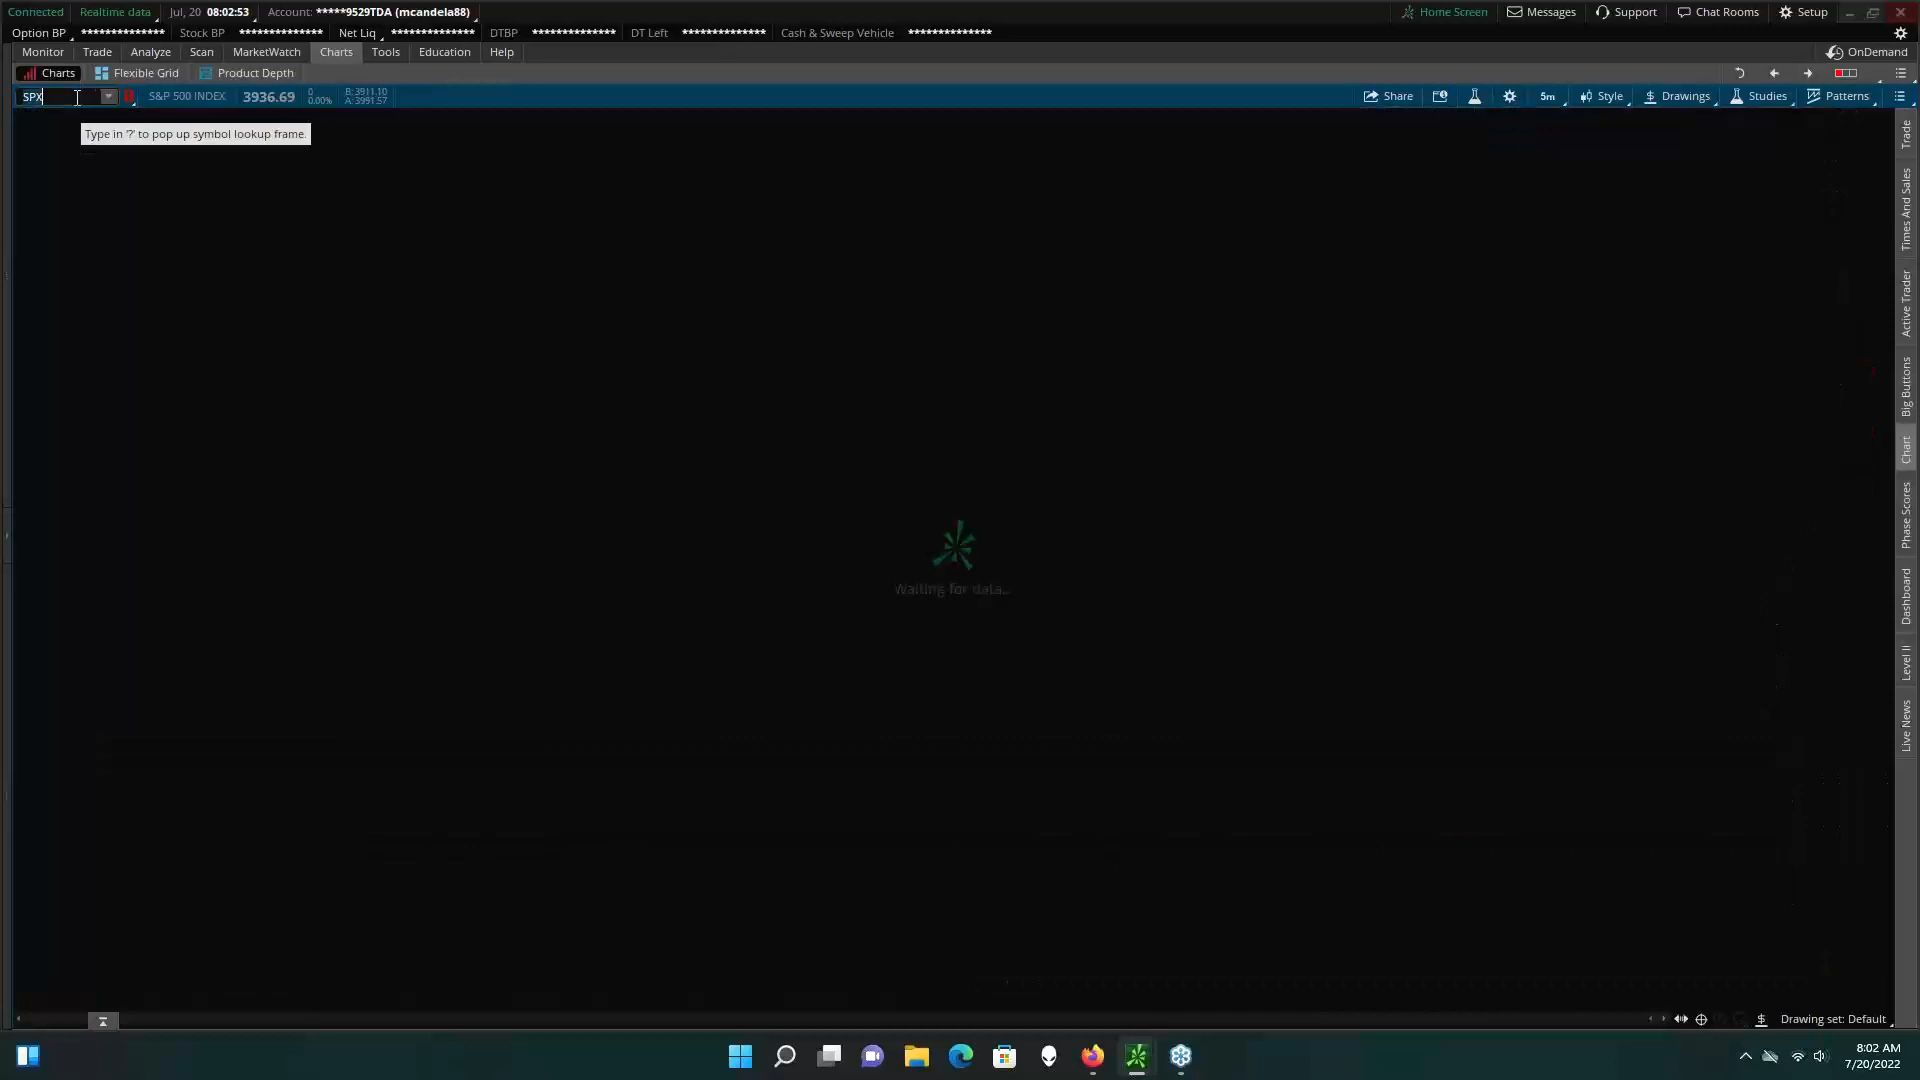 Connected Realtime data Jul, 20 08:02:53 Account: *****9529TDA (mcandela88) Home Screen Messages Support Chat Rooms Setup
Option BP ************** Stock BP ************** Net Liq ************** DTBP ************** DT Left ************** Cash & Sweep Vehicle **************
Monitor Trade Analyze Scan MarketWatch Charts Tools Education Help OnDemand
Charts Flexible Grid Product Depth
SPX S&P 500 INDEX 3936.69 0 B: 3911.10
0.00% A: 3991.57
Share 5m Style Drawings Studies Patterns
Type in '?' to pop up symbol lookup frame.
Waiting for data...
Trade
Times And Sales
Active Trader
Big Buttons
Chart
Phase Scores
Dashboard
Level II
Live News
Drawing set: Default
8:02 AM
7/20/2022